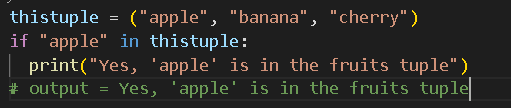 thistuple = ("apple", "banana", "cherry")
if "apple" in thistuple:
  print("Yes, 'apple' is in the fruits tuple")
# output = Yes, 'apple' is in the fruits tuple